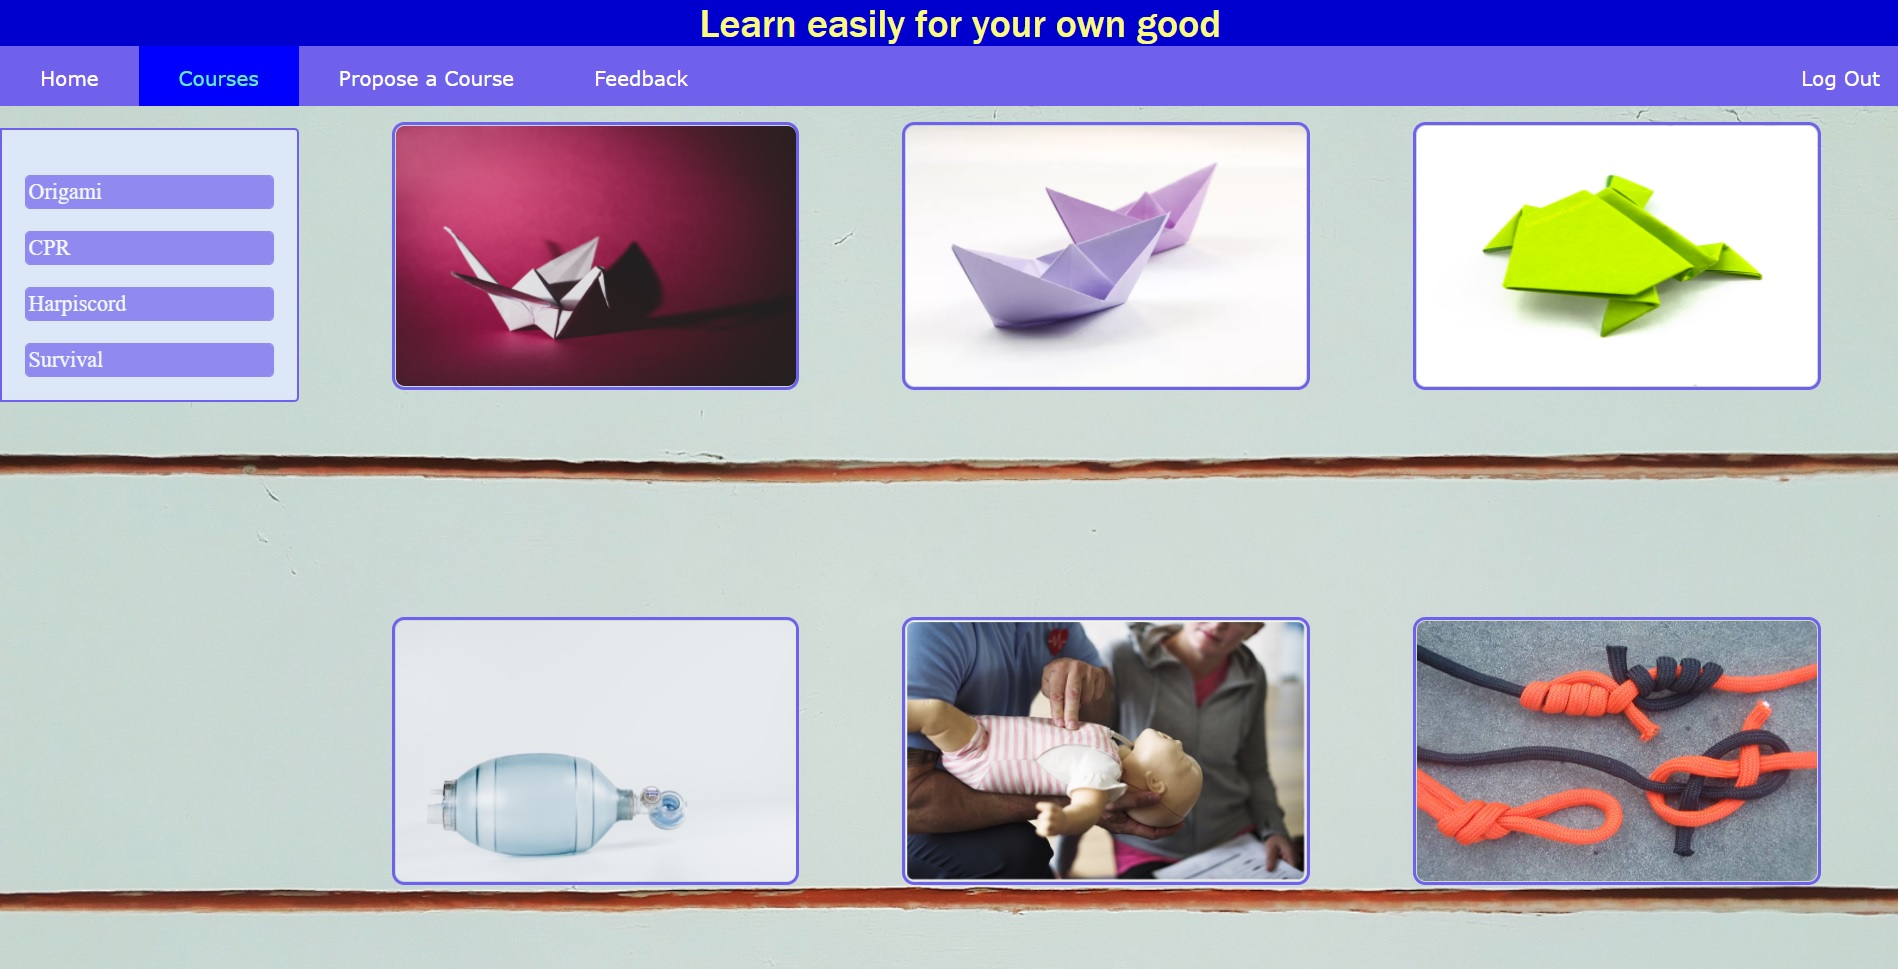 Learn easily for your own good
Home Courses Propose a Course Feedback Log Out
Origami
CPR
Harpiscord
Survival